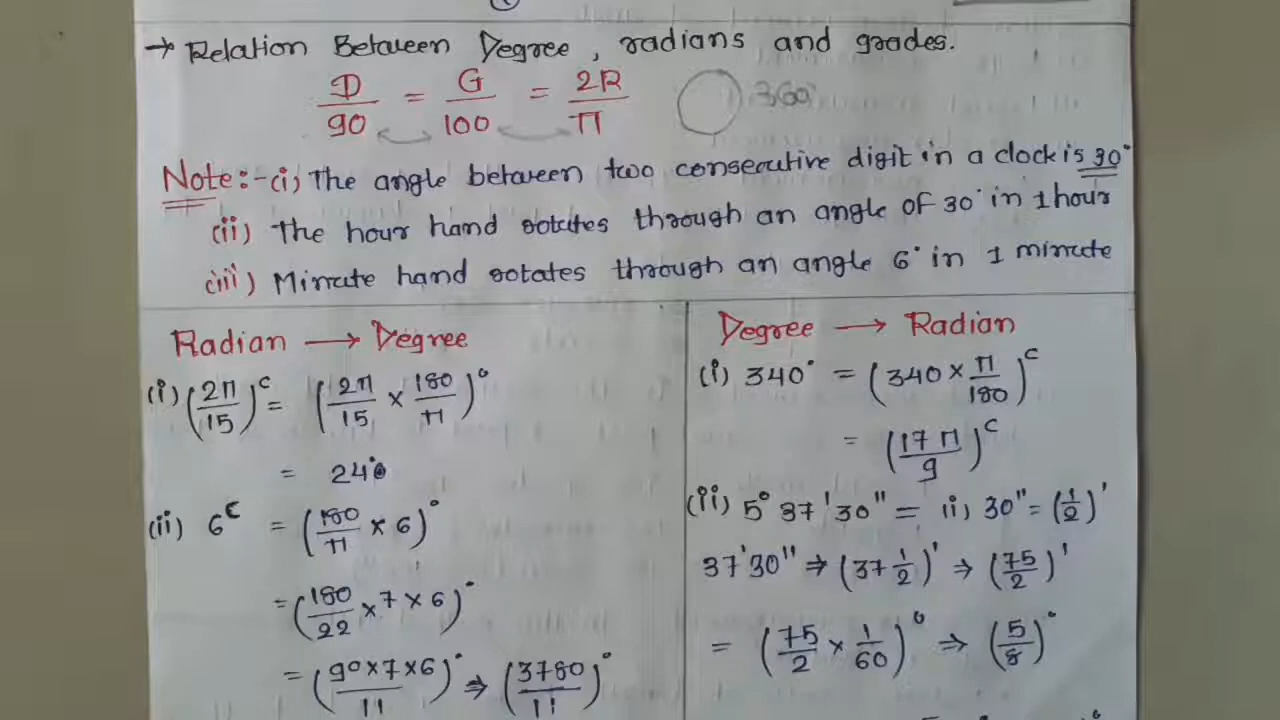 → Relation Between Degree, radians and grades.
D/90 = G/100 = 2R/π 360°
Note:-(i) The angle between two consecutive digit in a clock is 30°
(ii) The hour hand rotates through an angle of 30° in 1 hour
(iii) Minute hand rotates through an angle 6° in 1 minute
Radian → Degree
(i) (2π/15)ᶜ = (2π/15 × 180/π)°
= 24°
(ii) 6ᶜ = (180/π × 6)°
= (180/22 × 7 × 6)°
= (90×7×6/11)° ⇒ (3780/11)°
Degree → Radian
(i) 340° = (340 × π/180)ᶜ
= (17π/9)ᶜ
(ii) 5° 37' 30" = ii) 30" = (1/2)'
37'30" ⇒ (37 1/2)' ⇒ (75/2)'
= (75/2 × 1/60)° ⇒ (5/8)°